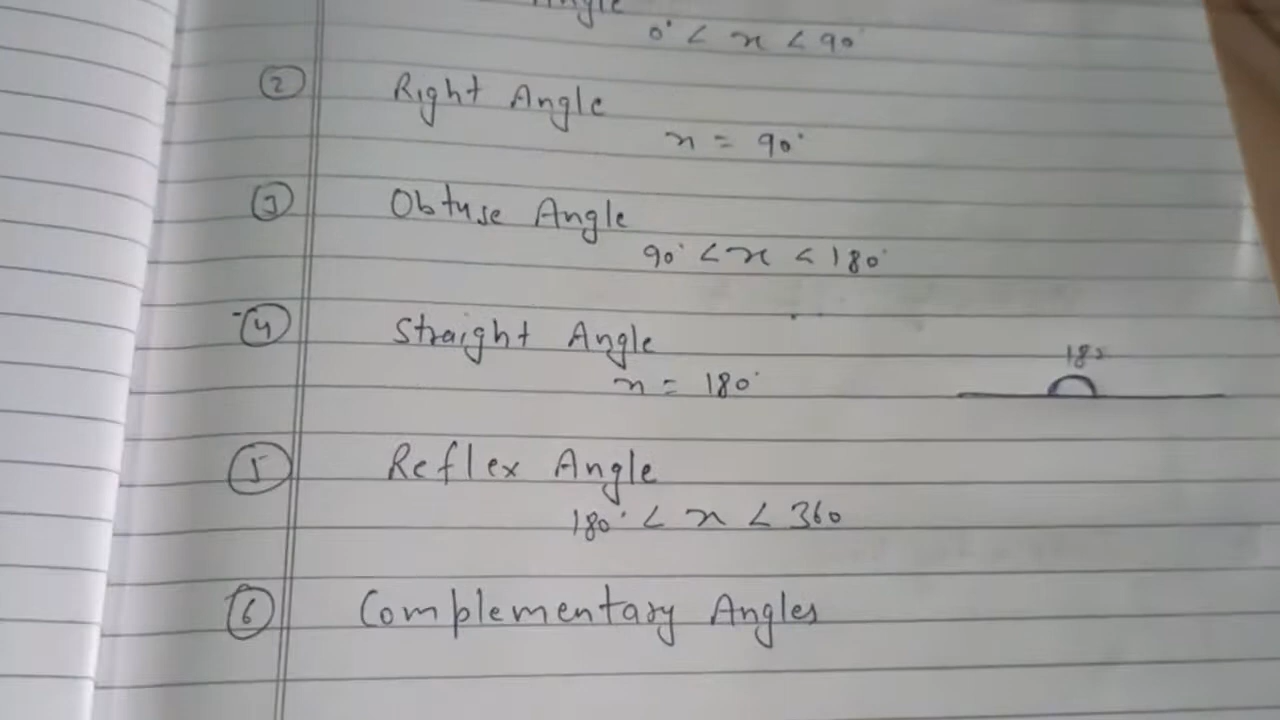 Angle
0° < x < 90°
② Right Angle
x = 90°
③ Obtuse Angle
90° < x < 180°
④ Straight Angle
x = 180°
180
⑤ Reflex Angle
180° < x < 360
⑥ Complementary Angles